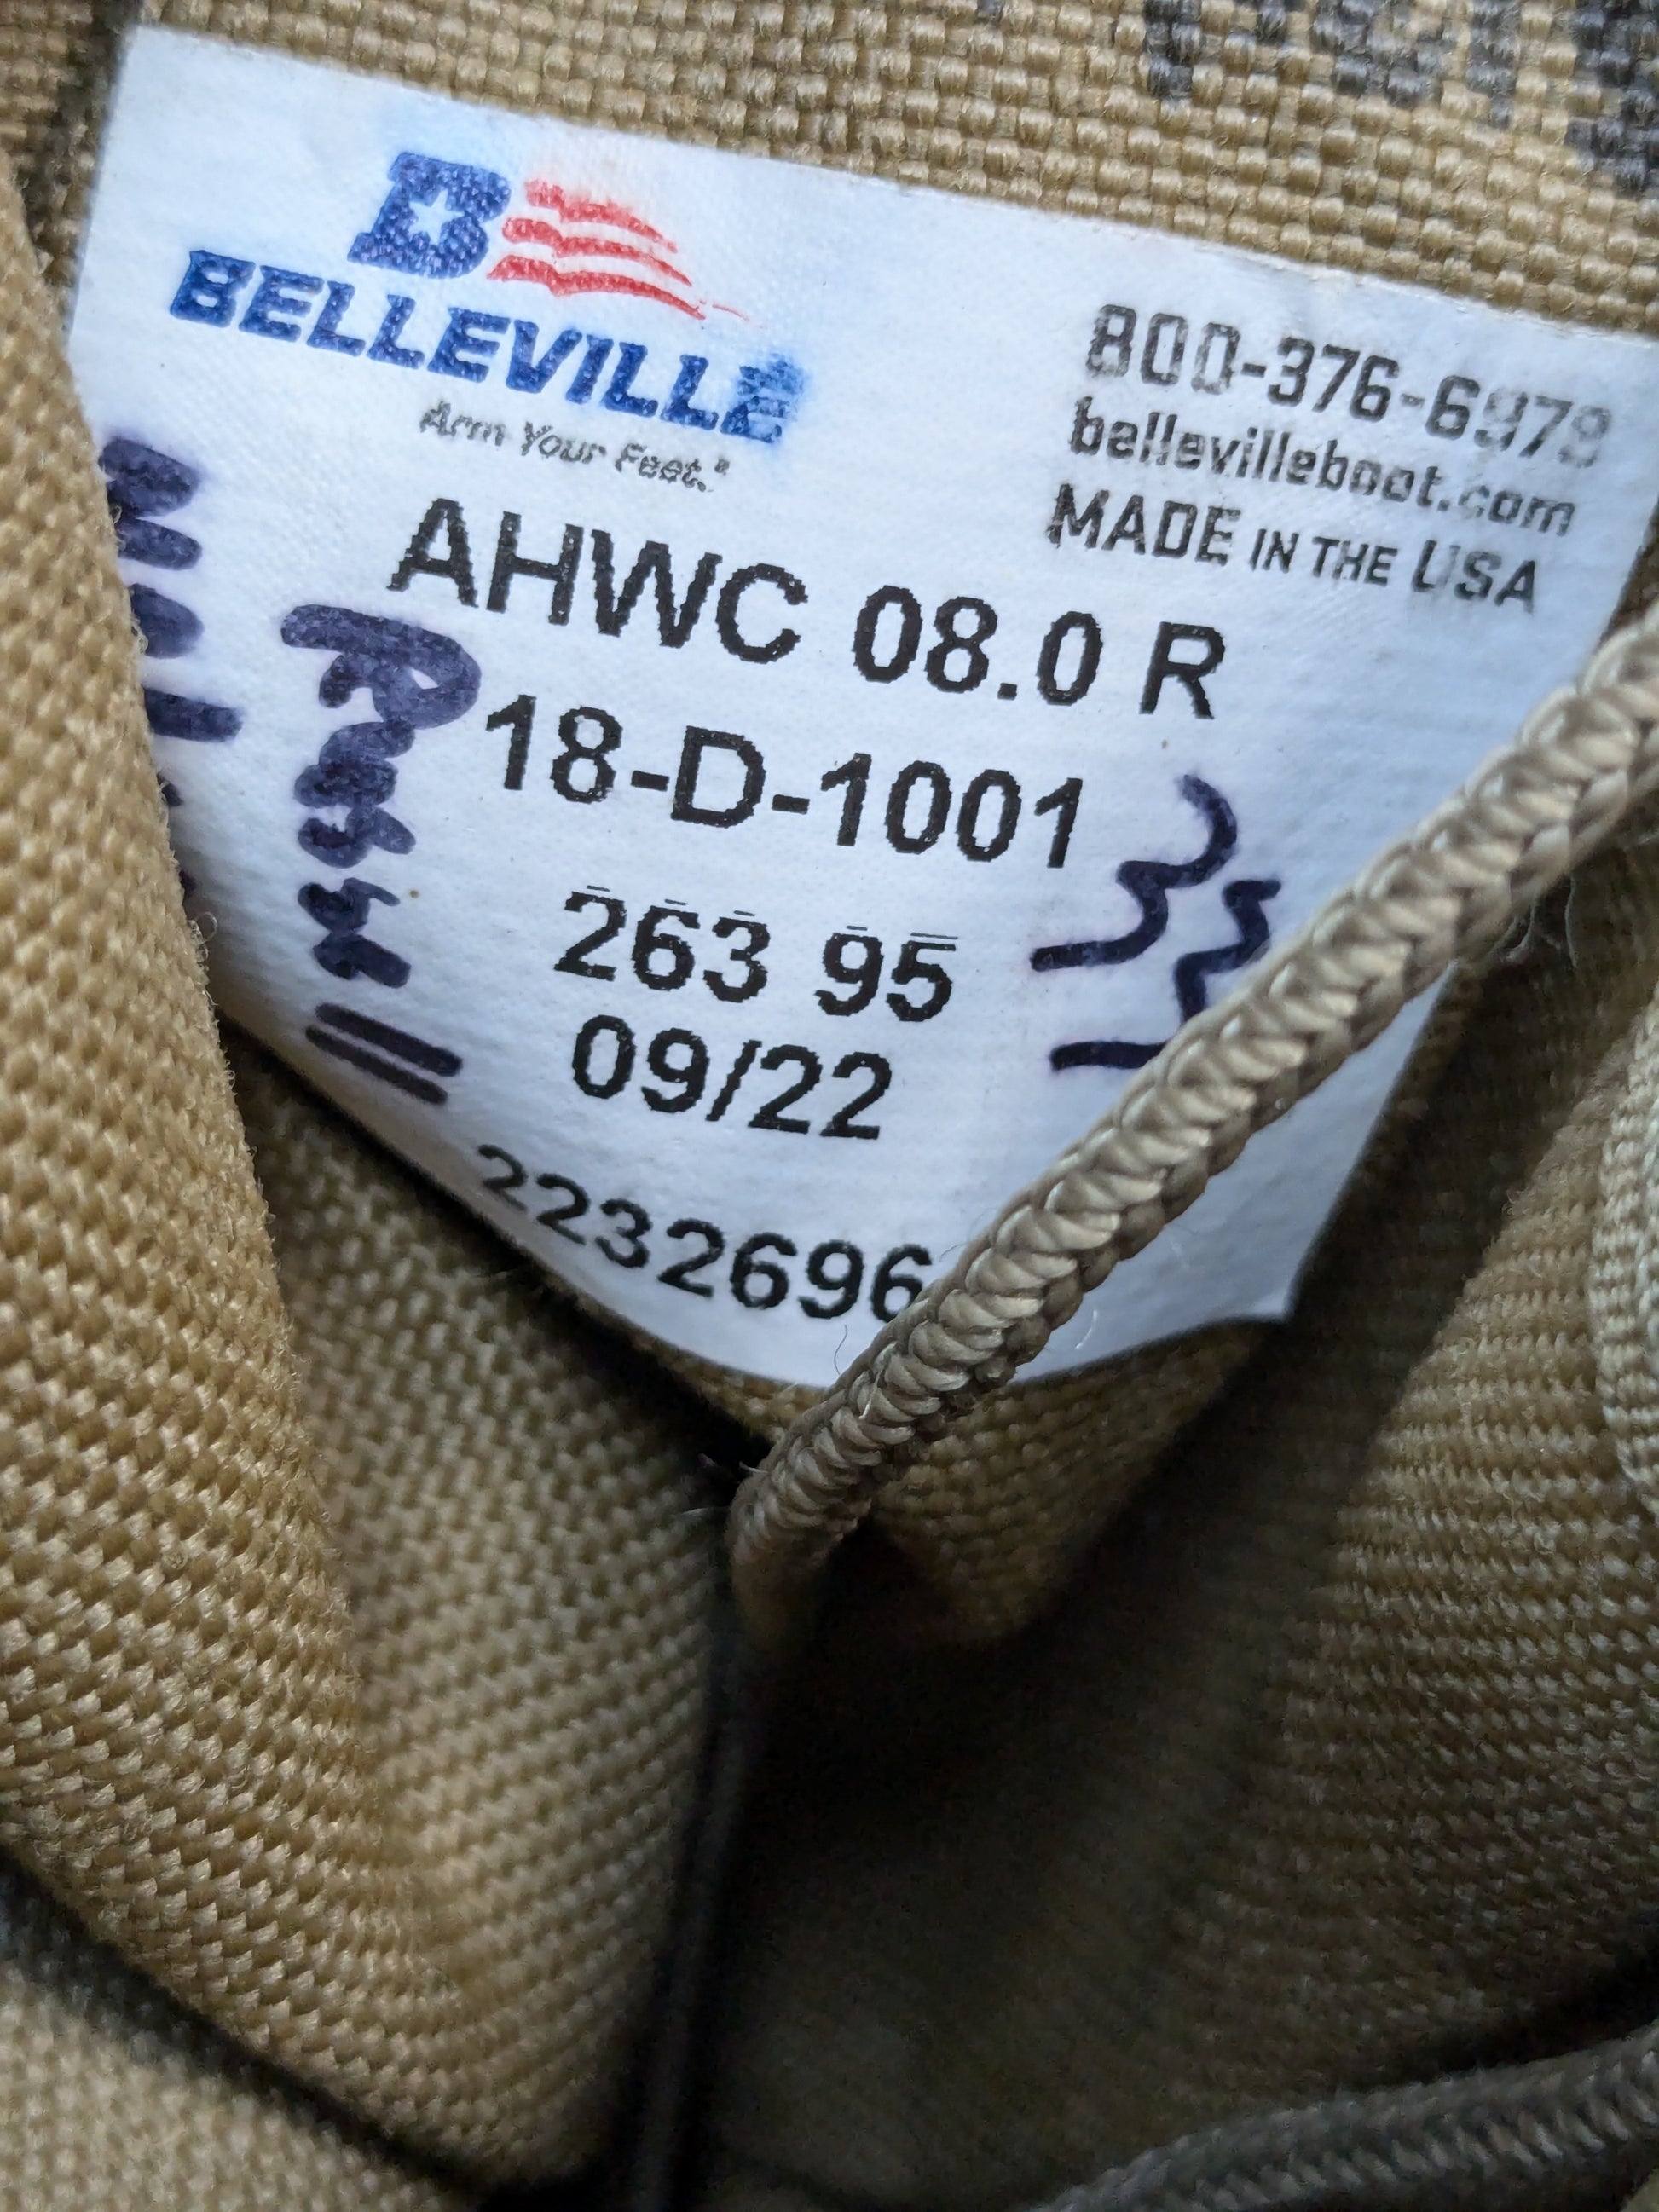 B
BELLEVILLE
Arm Your Feet.®
800-376-6978
bellevilleboot.com
MADE IN THE USA
AHWC 08.0 R
18-D-1001
263 95
09/22
2232696